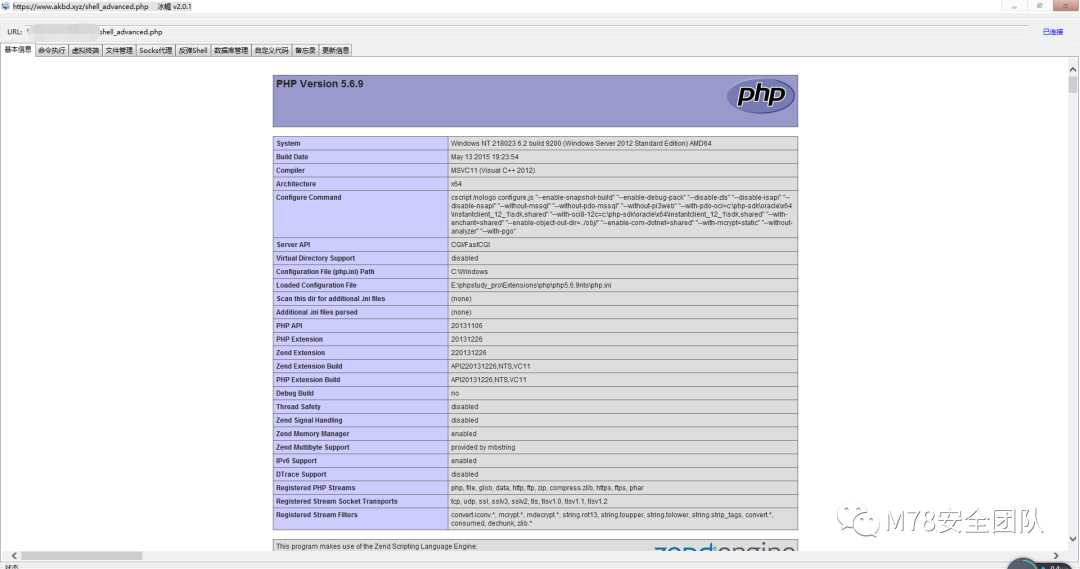 https://www.akbd.xyz/shell_advanced.php 冰蝎 v2.0.1
URL: shell_advanced.php 已连接
基本信息 命令执行 虚拟终端 文件管理 Socks代理 反弹Shell 数据库管理 自定义代码 备忘录 更新信息
PHP Version 5.6.9
php
System Windows NT 218023 6.2 build 9200 (Windows Server 2012 Standard Edition) AMD64
Build Date May 13 2015 19:23:54
Compiler MSVC11 (Visual C++ 2012)
Architecture x64
Configure Command cscript /nologo configure.js "--enable-snapshot-build" "--enable-debug-pack" "--disable-zts" "--disable-isapi" "--
disable-nsapi" "--without-mssql" "--without-pdo-mssql" "--without-pi3web" "--with-pdo-oci=c:\php-sdk\oracle\x64
\instantclient_12_1\sdk,shared" "--with-oci8-12c=c:\php-sdk\oracle\x64\instantclient_12_1\sdk,shared" "--with-
enchant=shared" "--enable-object-out-dir=../obj/" "--enable-com-dotnet=shared" "--with-mcrypt=static" "--without-
analyzer" "--with-pgo"
Server API CGI/FastCGI
Virtual Directory Support disabled
Configuration File (php.ini) Path C:\Windows
Loaded Configuration File E:\phpstudy_pro\Extensions\php\php5.6.9nts\php.ini
Scan this dir for additional .ini files (none)
Additional .ini files parsed (none)
PHP API 20131106
PHP Extension 20131226
Zend Extension 220131226
Zend Extension Build API220131226,NTS,VC11
PHP Extension Build API20131226,NTS,VC11
Debug Build no
Thread Safety disabled
Zend Signal Handling disabled
Zend Memory Manager enabled
Zend Multibyte Support provided by mbstring
IPv6 Support enabled
DTrace Support disabled
Registered PHP Streams php, file, glob, data, http, ftp, zip, compress.zlib, https, ftps, phar
Registered Stream Socket Transports tcp, udp, ssl, sslv3, sslv2, tls, tlsv1.0, tlsv1.1, tlsv1.2
Registered Stream Filters convert.iconv.*, mcrypt.*, mdecrypt.*, string.rot13, string.toupper, string.tolower, string.strip_tags, convert.*,
consumed, dechunk, zlib.*
M78安全团队
This program makes use of the Zend Scripting Language Engine:
zend engine
状态